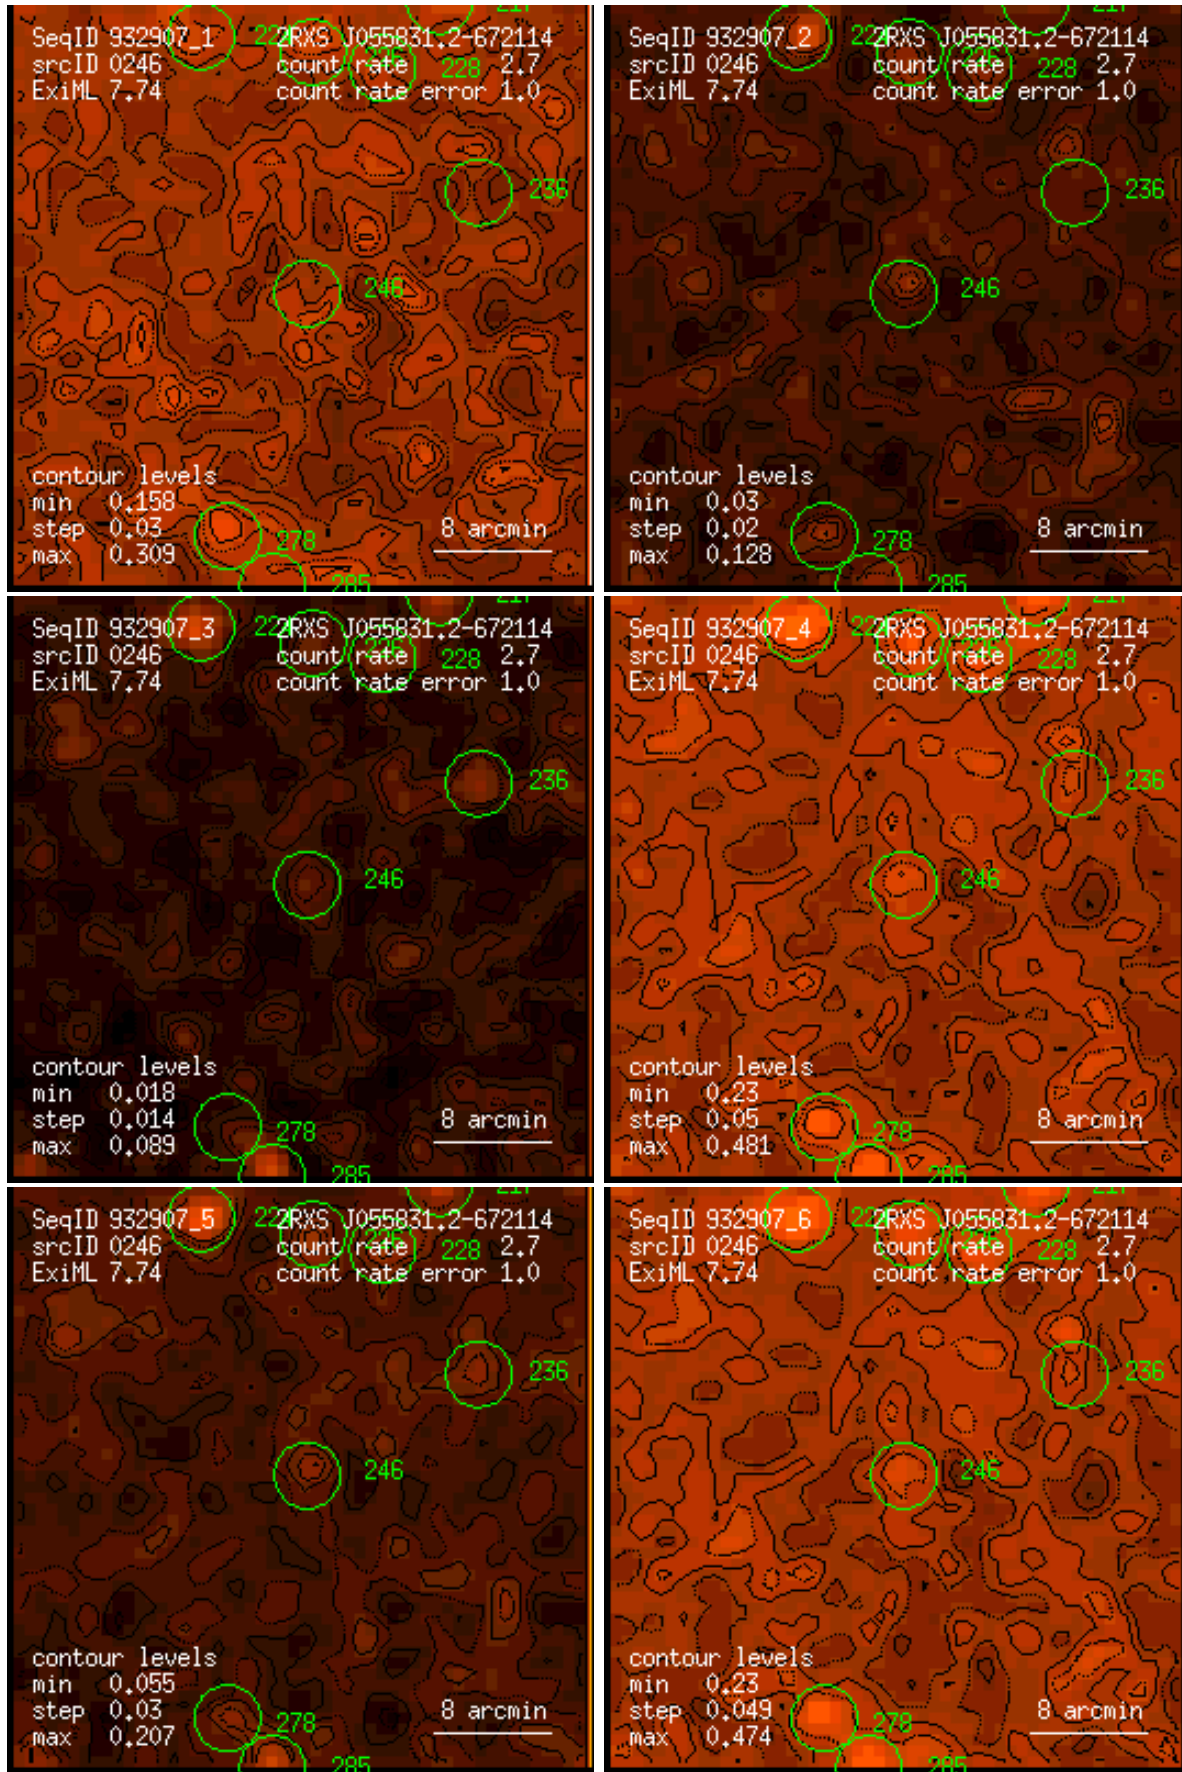 SeqID 932907_1 2RXS J055831.2-672114
srcID 0246 count rate 228 2.7
ExiML 7.74 count rate error 1.0
236
246
contour levels
min 0.158
step 0.03
max 0.309
278
8 arcmin
285
SeqID 932907_2 2RXS J055831.2-672114
srcID 0246 count rate 228 2.7
ExiML 7.74 count rate error 1.0
236
246
contour levels
min 0.03
step 0.02
max 0.128
278
8 arcmin
285
SeqID 932907_3 2RXS J055831.2-672114
srcID 0246 count rate 228 2.7
ExiML 7.74 count rate error 1.0
236
246
contour levels
min 0.018
step 0.014
max 0.089
278
8 arcmin
285
SeqID 932907_4 2RXS J055831.2-672114
srcID 0246 count rate 228 2.7
ExiML 7.74 count rate error 1.0
236
246
contour levels
min 0.23
step 0.05
max 0.481
278
8 arcmin
285
SeqID 932907_5 2RXS J055831.2-672114
srcID 0246 count rate 228 2.7
ExiML 7.74 count rate error 1.0
236
246
contour levels
min 0.055
step 0.03
max 0.207
278
8 arcmin
285
SeqID 932907_6 2RXS J055831.2-672114
srcID 0246 count rate 228 2.7
ExiML 7.74 count rate error 1.0
236
246
contour levels
min 0.23
step 0.049
max 0.474
278
8 arcmin
285